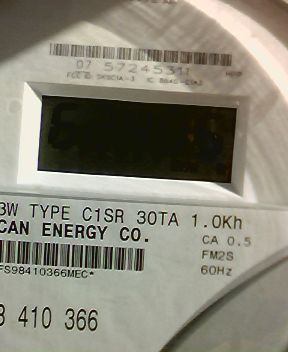 07 57245311
3W TYPE C1SR 30TA 1.0Kh
CAN ENERGY CO.
CA 0.5
FM2S
60Hz
FS98410366MEC*
3 410 366